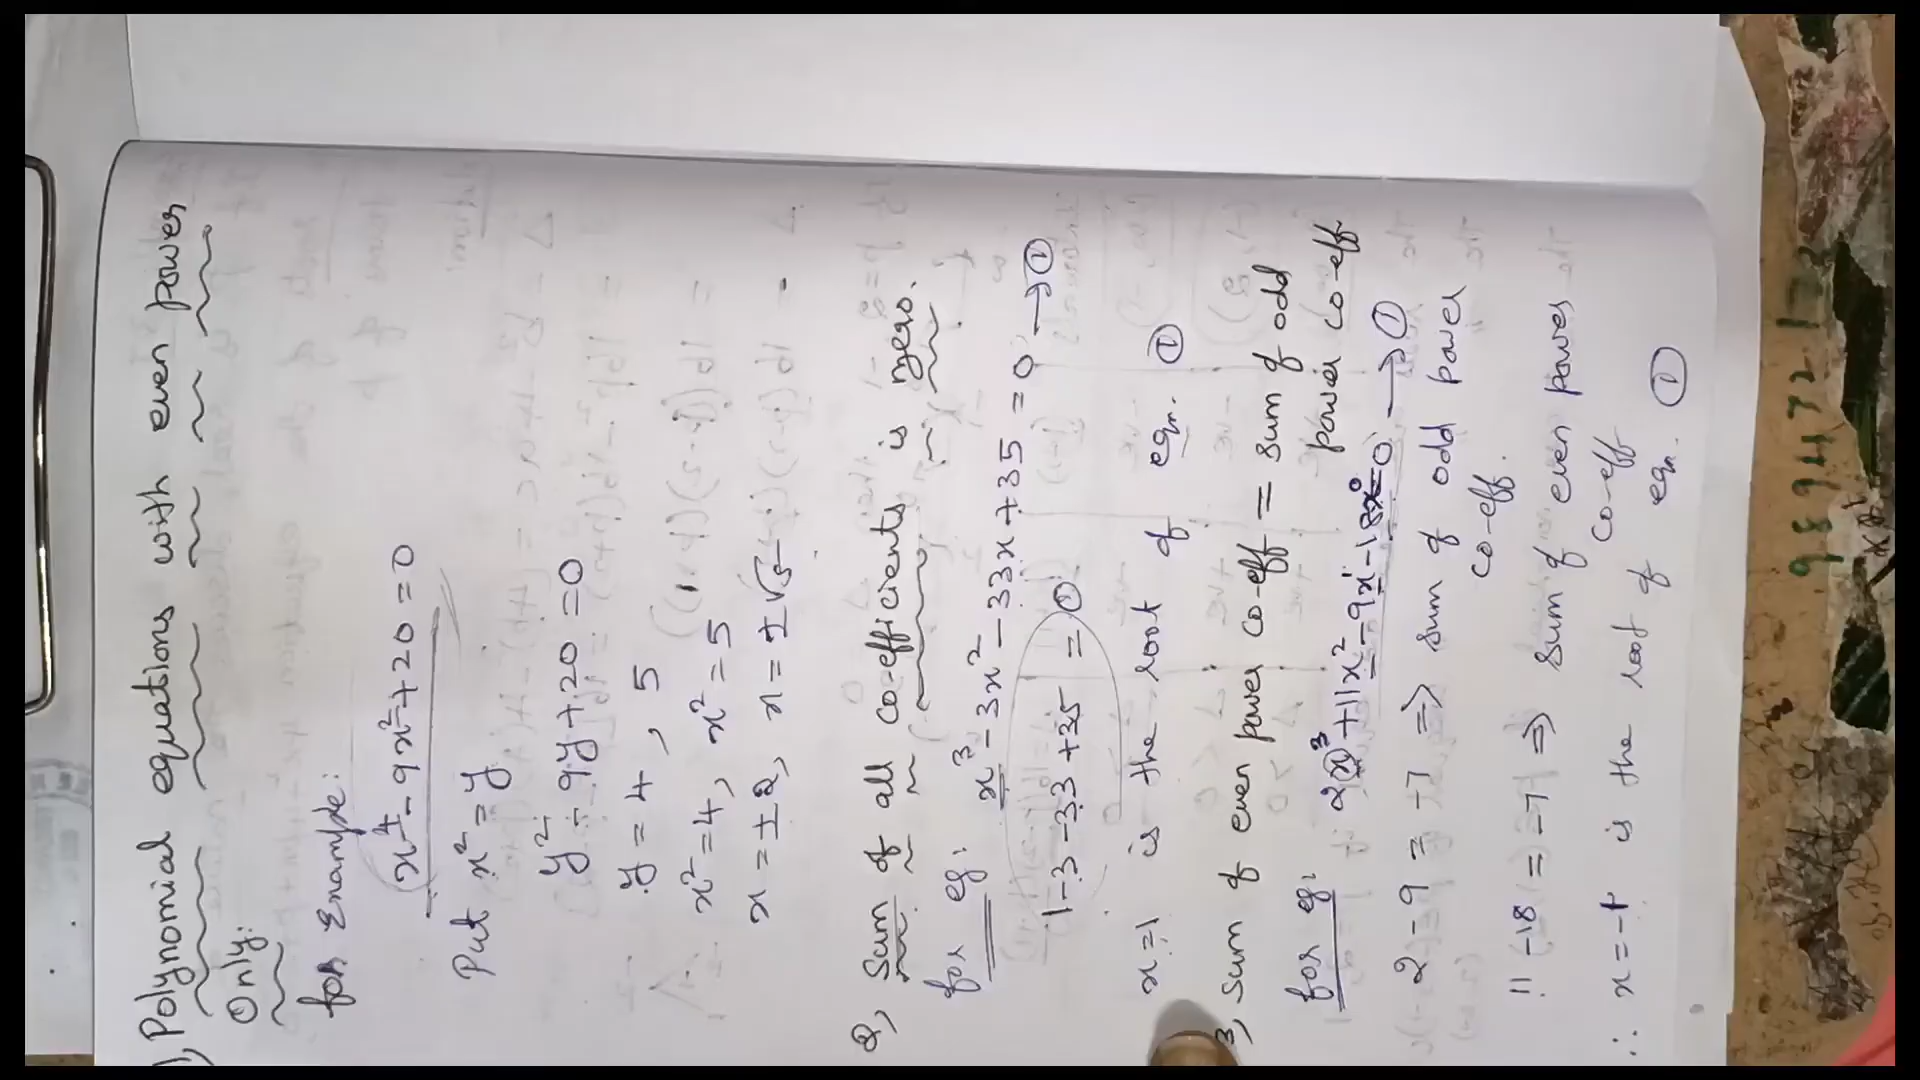 1, Polynomial equations with even power
Only:
for Example:
x⁴ - 9x² + 20 = 0
Put x² = y
y² - 9y + 20 = 0
y = 4, 5
x² = 4, x² = 5
x = ± 2, x = ± √5
2, Sum of all co-efficients is zero.
for eg: x³ - 3x² - 33x + 35 = 0 → ①
1 - 3 - 33 + 35 = 0
x = 1 is the root of eqn. ①
3, Sum of even power co-eff = sum of odd
power co-eff
for eg: 2x³ + 11x² - 9x¹ - 18x⁰ = 0 → ①
2 - 9 = -7 ⇒ sum of odd power
co-eff.
11 - 18 = -7 ⇒ sum of even power
co-eff
∴ x = -1 is the root of eqn. ①